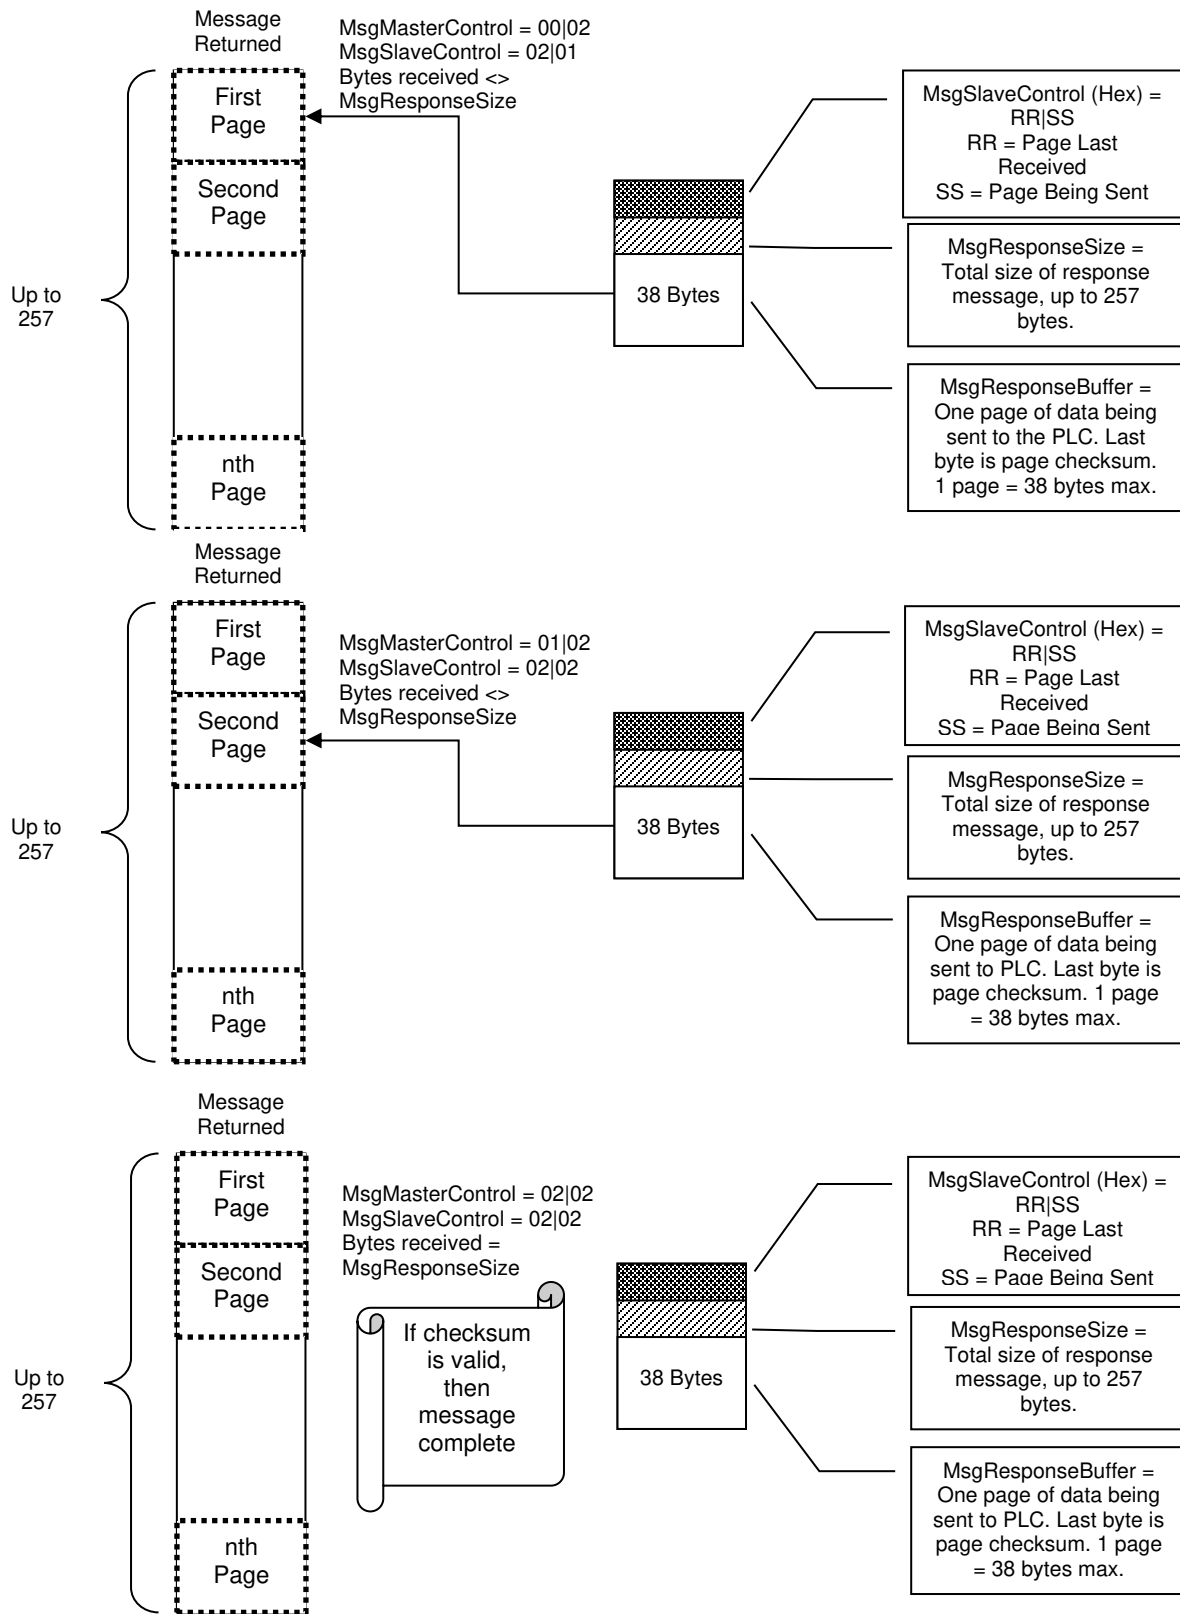 Message
Returned
MsgMasterControl = 00|02
MsgSlaveControl = 02|01
Bytes received <>
MsgResponseSize
First
Page
Second
Page
nth
Page
Up to
257
38 Bytes
MsgSlaveControl (Hex) =
RR|SS
RR = Page Last
Received
SS = Page Being Sent
MsgResponseSize =
Total size of response
message, up to 257
bytes.
MsgResponseBuffer =
One page of data being
sent to the PLC. Last
byte is page checksum.
1 page = 38 bytes max.
Message
Returned
First
Page
Second
Page
nth
Page
Up to
257
MsgMasterControl = 01|02
MsgSlaveControl = 02|02
Bytes received <>
MsgResponseSize
38 Bytes
MsgSlaveControl (Hex) =
RR|SS
RR = Page Last
Received
SS = Page Being Sent
MsgResponseSize =
Total size of response
message, up to 257
bytes.
MsgResponseBuffer =
One page of data being
sent to PLC. Last byte is
page checksum. 1 page
= 38 bytes max.
Message
Returned
First
Page
Second
Page
nth
Page
Up to
257
MsgMasterControl = 02|02
MsgSlaveControl = 02|02
Bytes received =
MsgResponseSize
If checksum
is valid,
then
message
complete
38 Bytes
MsgSlaveControl (Hex) =
RR|SS
RR = Page Last
Received
SS = Page Being Sent
MsgResponseSize =
Total size of response
message, up to 257
bytes.
MsgResponseBuffer =
One page of data being
sent to PLC. Last byte is
page checksum. 1 page
= 38 bytes max.